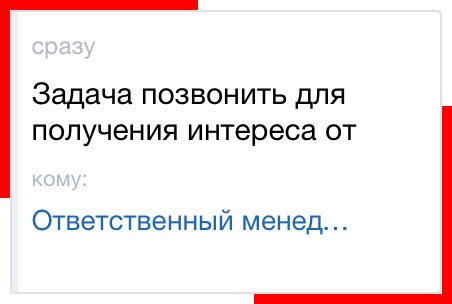 сразу
Задача позвонить для
получения интереса от
кому:
Ответственный менед…